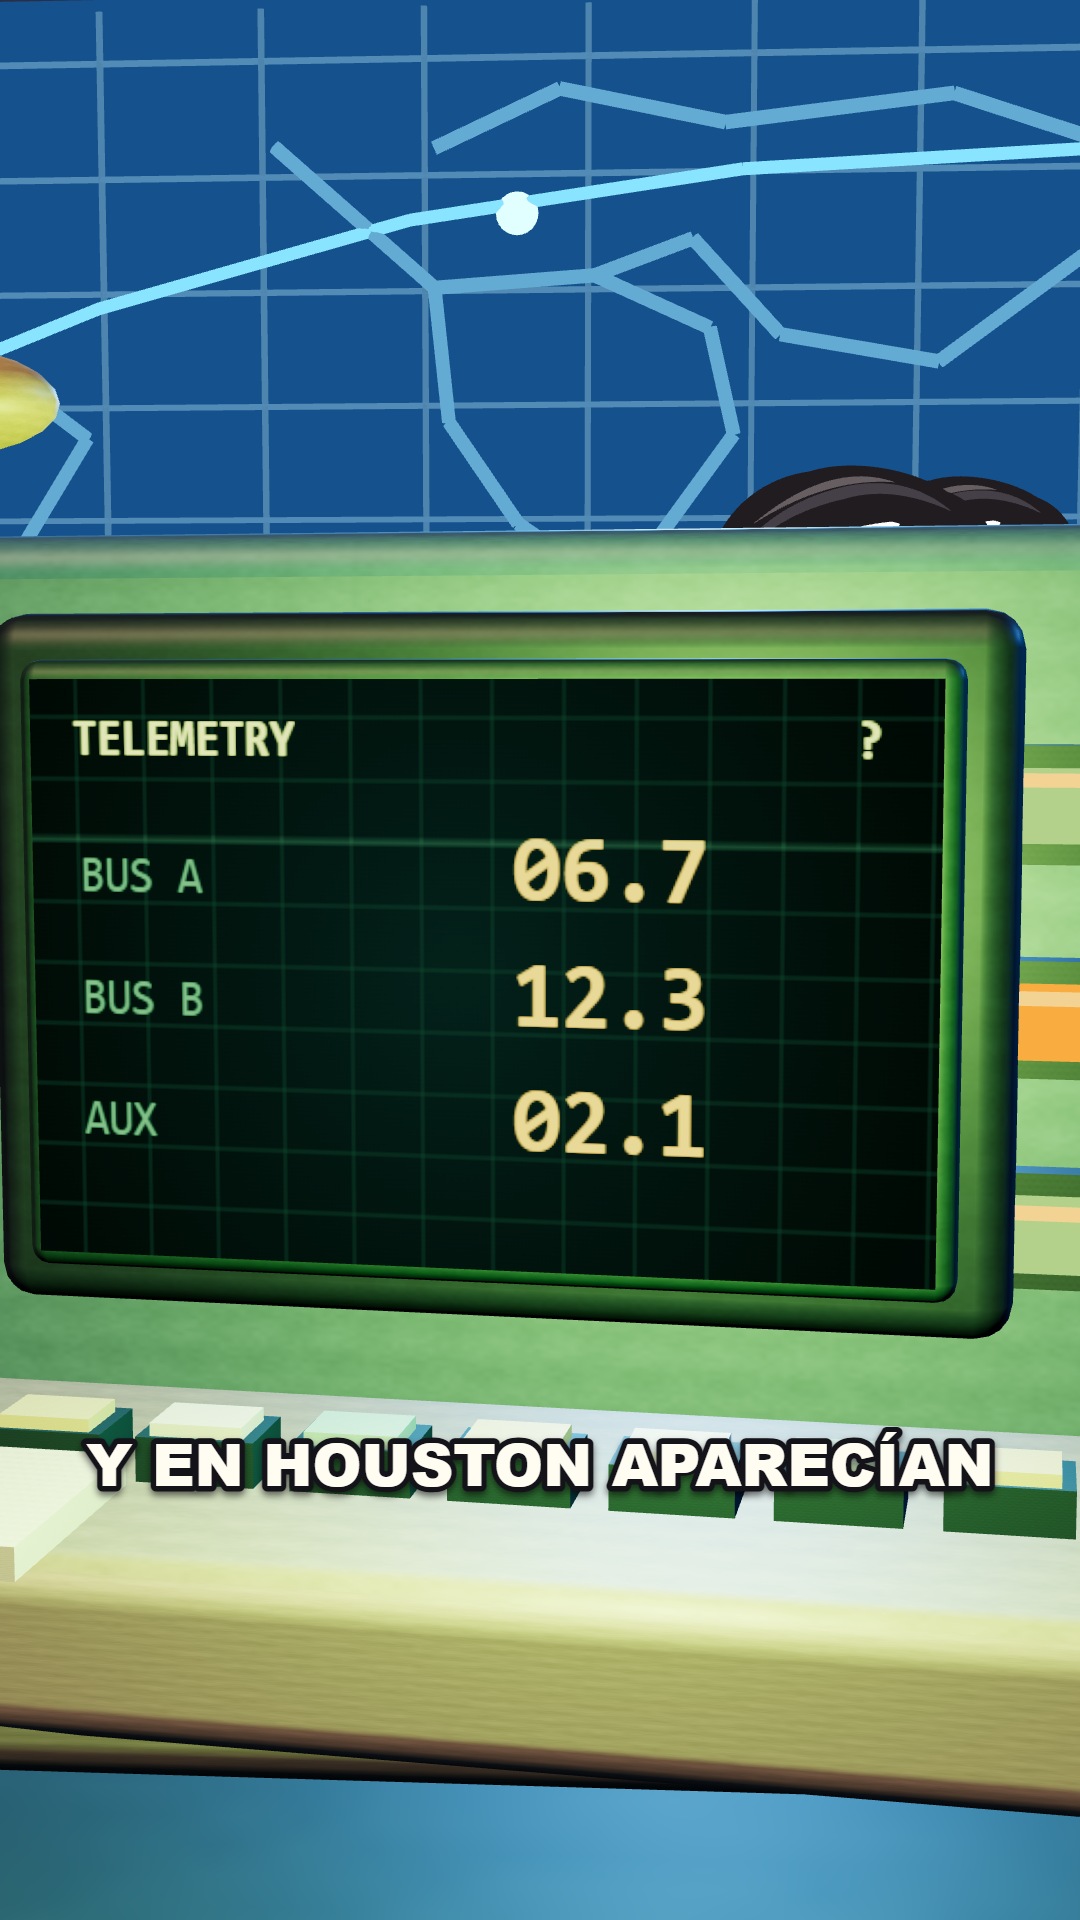 TELEMETRY ?
BUS A 06.7
BUS B 12.3
AUX 02.1
Y EN HOUSTON APARECÍAN